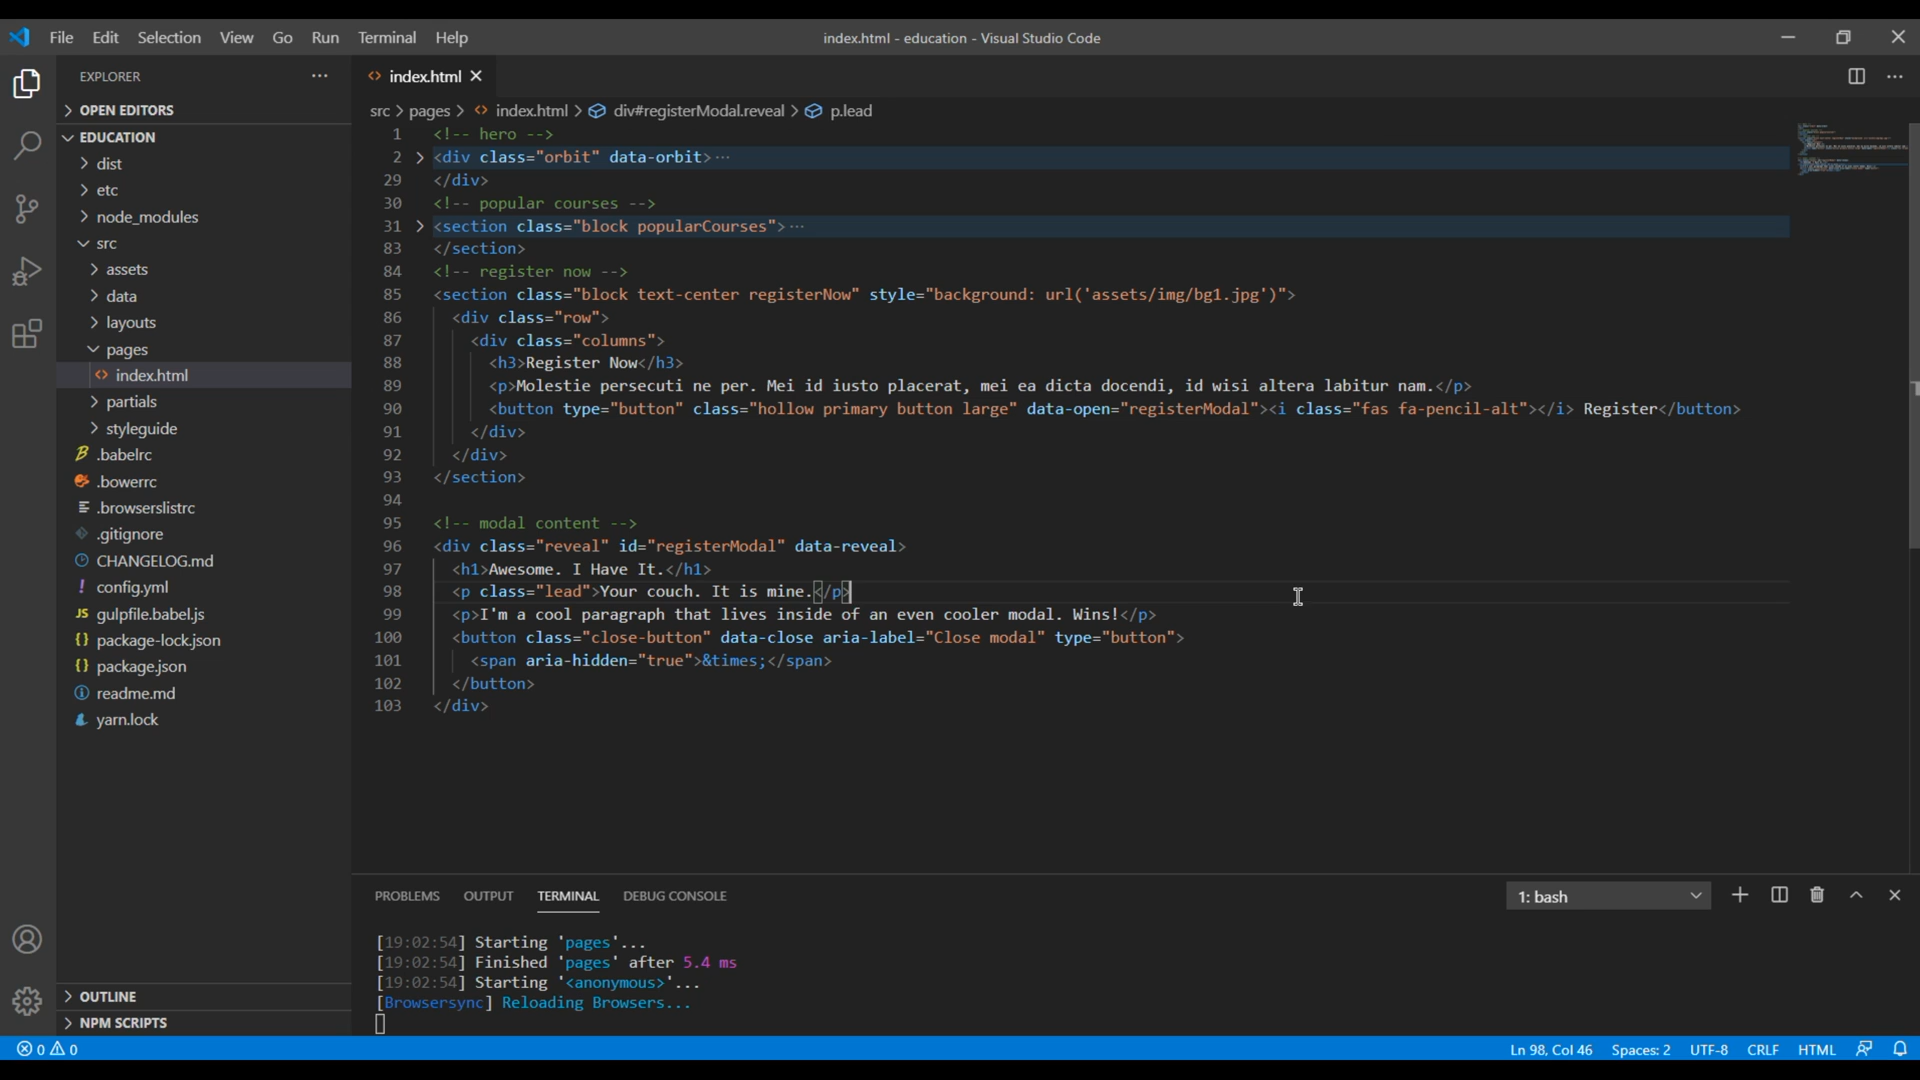 File Edit Selection View Go Run Terminal Help
index.html - education - Visual Studio Code
EXPLORER
OPEN EDITORS
EDUCATION
dist
etc
node_modules
src
assets
data
layouts
pages
index.html
partials
styleguide
.babelrc
.bowerrc
.browserslistrc
.gitignore
CHANGELOG.md
config.yml
gulpfile.babel.js
package-lock.json
package.json
readme.md
yarn.lock
OUTLINE
NPM SCRIPTS
index.html
src > pages > index.html > div#registerModal.reveal > p.lead
1 <!-- hero -->
2 <div class="orbit" data-orbit>…
29 </div>
30 <!-- popular courses -->
31 <section class="block popularCourses">…
83 </section>
84 <!-- register now -->
85 <section class="block text-center registerNow" style="background: url('assets/img/bg1.jpg')">
86 <div class="row">
87 <div class="columns">
88 <h3>Register Now</h3>
89 <p>Molestie persecuti ne per. Mei id iusto placerat, mei ea dicta docendi, id wisi altera labitur nam.</p>
90 <button type="button" class="hollow primary button large" data-open="registerModal"><i class="fas fa-pencil-alt"></i> Register</button>
91 </div>
92 </div>
93 </section>
94
95 <!-- modal content -->
96 <div class="reveal" id="registerModal" data-reveal>
97 <h1>Awesome. I Have It.</h1>
98 <p class="lead">Your couch. It is mine.</p>
99 <p>I'm a cool paragraph that lives inside of an even cooler modal. Wins!</p>
100 <button class="close-button" data-close aria-label="Close modal" type="button">
101 <span aria-hidden="true">&times;</span>
102 </button>
103 </div>
PROBLEMS OUTPUT TERMINAL DEBUG CONSOLE
1: bash
[19:02:54] Starting 'pages'...
[19:02:54] Finished 'pages' after 5.4 ms
[19:02:54] Starting '<anonymous>'...
[Browsersync] Reloading Browsers...
0 0
Ln 98, Col 46 Spaces: 2 UTF-8 CRLF HTML